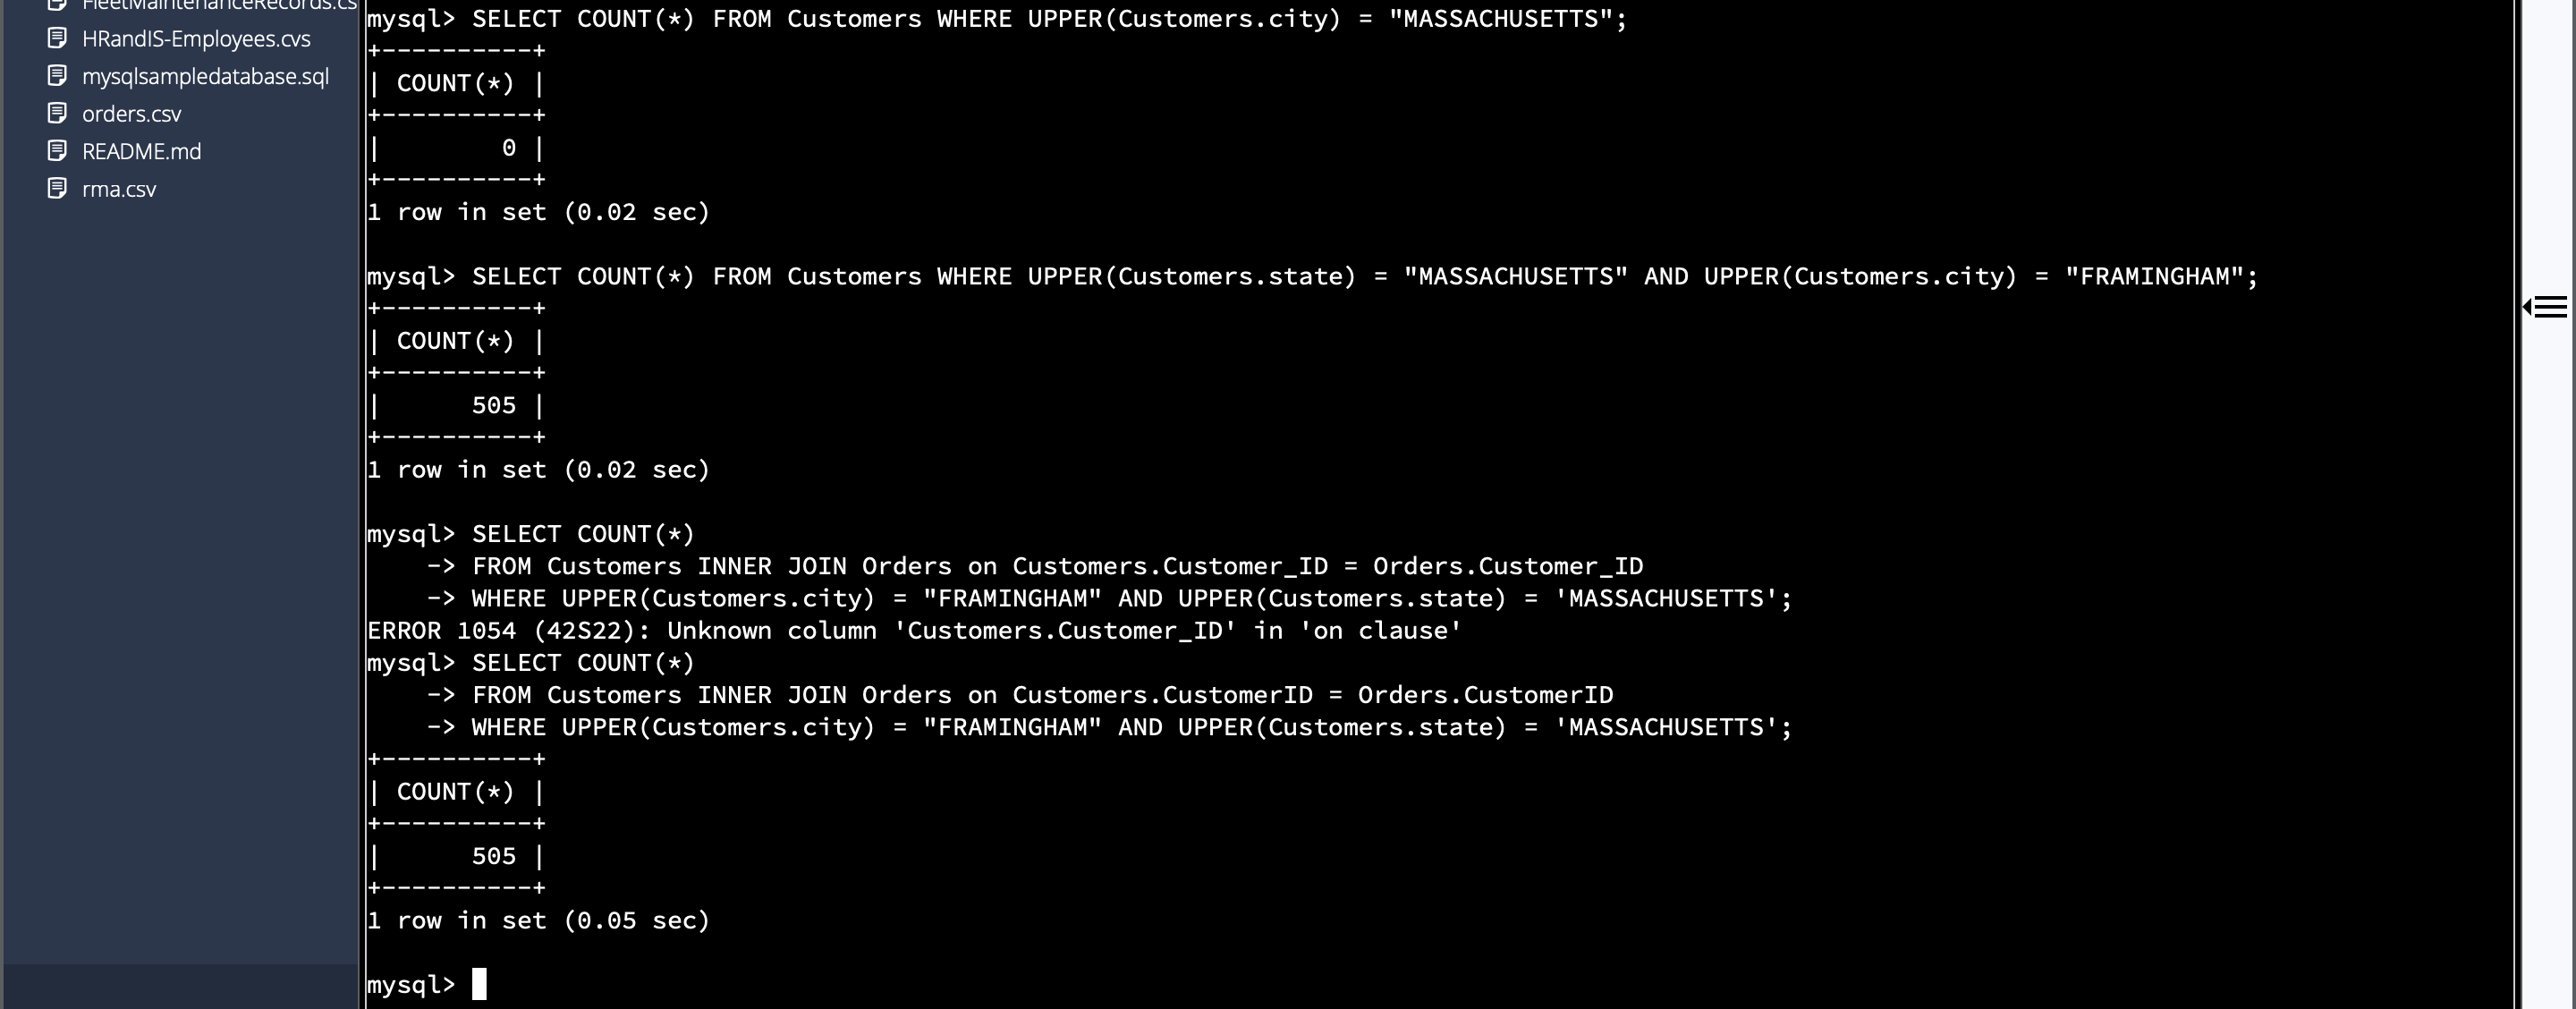 FleetMaintenanceRecords.cs
HRandIS-Employees.cvs
mysqlsampledatabase.sql
orders.csv
README.md
rma.csv
mysql> SELECT COUNT(*) FROM Customers WHERE UPPER(Customers.city) = "MASSACHUSETTS";
+----------+
| COUNT(*) |
+----------+
|        0 |
+----------+
1 row in set (0.02 sec)
mysql> SELECT COUNT(*) FROM Customers WHERE UPPER(Customers.state) = "MASSACHUSETTS" AND UPPER(Customers.city) = "FRAMINGHAM";
+----------+
| COUNT(*) |
+----------+
|      505 |
+----------+
1 row in set (0.02 sec)
mysql> SELECT COUNT(*)
    -> FROM Customers INNER JOIN Orders on Customers.Customer_ID = Orders.Customer_ID
    -> WHERE UPPER(Customers.city) = "FRAMINGHAM" AND UPPER(Customers.state) = 'MASSACHUSETTS';
ERROR 1054 (42S22): Unknown column 'Customers.Customer_ID' in 'on clause'
mysql> SELECT COUNT(*)
    -> FROM Customers INNER JOIN Orders on Customers.CustomerID = Orders.CustomerID
    -> WHERE UPPER(Customers.city) = "FRAMINGHAM" AND UPPER(Customers.state) = 'MASSACHUSETTS';
+----------+
| COUNT(*) |
+----------+
|      505 |
+----------+
1 row in set (0.05 sec)
mysql>